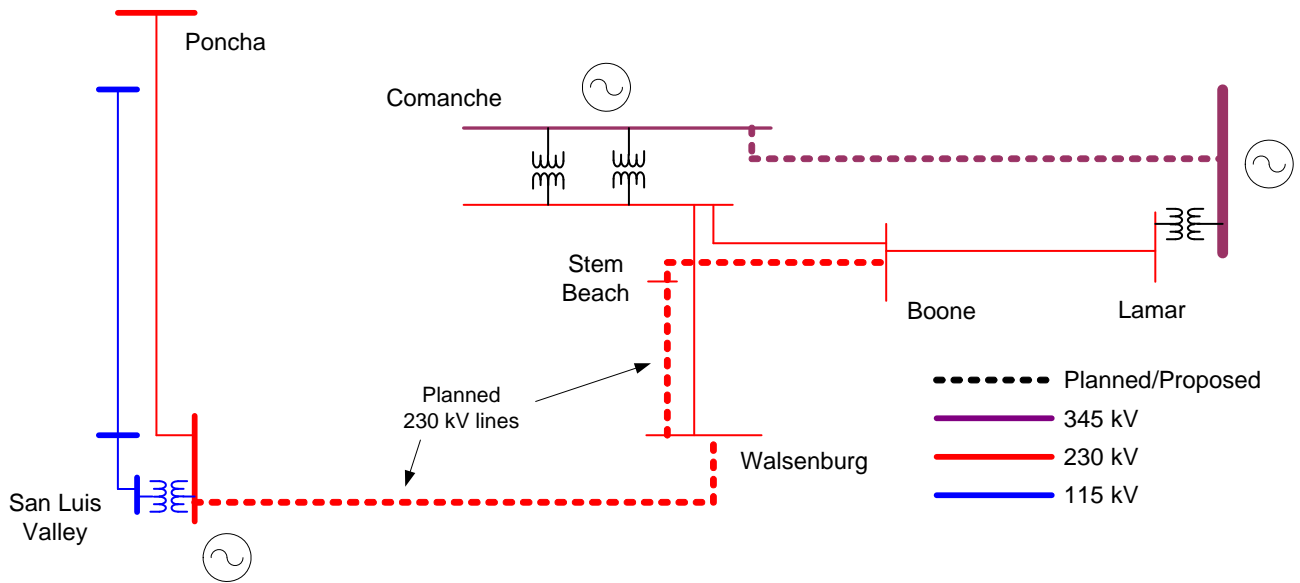 Poncha
Comanche
Stem
Beach
Boone
Lamar
Planned
230 kV lines
Walsenburg
San Luis
Valley
Planned/Proposed
345 kV
230 kV
115 kV